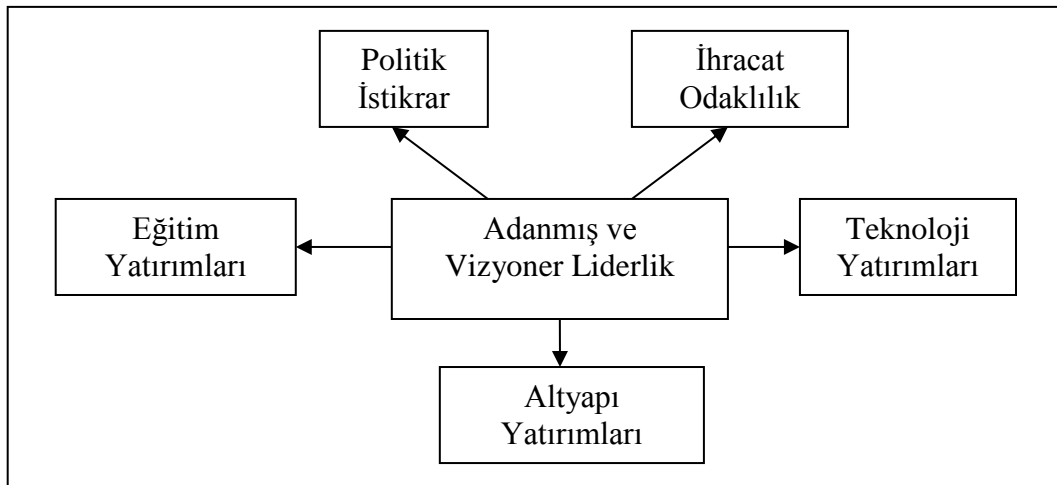 Politik
İstikrar
İhracat
Odaklılık
Eğitim
Yatırımları
Adanmış ve
Vizyoner Liderlik
Teknoloji
Yatırımları
Altyapı
Yatırımları